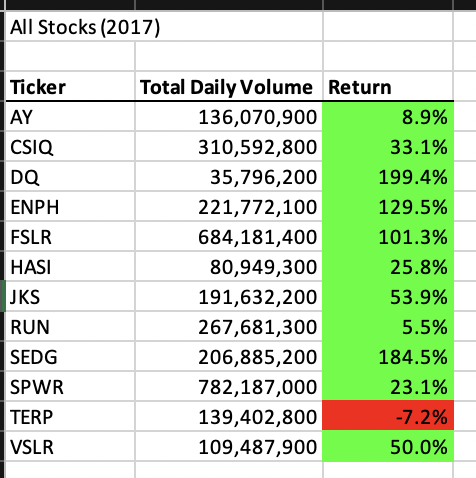 All Stocks (2017)
Ticker Total Daily Volume Return
AY 136,070,900 8.9%
CSIQ 310,592,800 33.1%
DQ 35,796,200 199.4%
ENPH 221,772,100 129.5%
FSLR 684,181,400 101.3%
HASI 80,949,300 25.8%
JKS 191,632,200 53.9%
RUN 267,681,300 5.5%
SEDG 206,885,200 184.5%
SPWR 782,187,000 23.1%
TERP 139,402,800 -7.2%
VSLR 109,487,900 50.0%